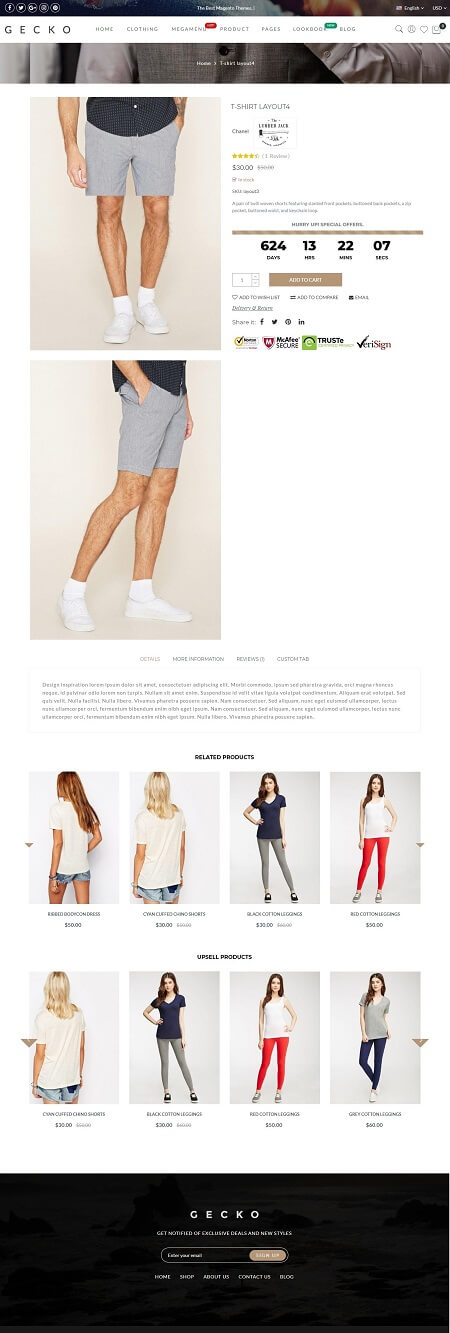 The Best Magento Themes.
English
USD
GECKO
HOME
CLOTHING
MEGAMENU
HOT
PRODUCT
PAGES
LOOKBOOK
NEW
BLOG
0
Home > T-shirt layout4
T-SHIRT LAYOUT4
Chanel
The
LUMBER JACK
(1 Review)
$30.00 $50.00
In stock
SKU: layout3
A pair of twill woven shorts featuring slanted front pockets, buttoned back pockets, a zip
pocket, buttoned waist, and keychain loop.
HURRY UP! SPECIAL OFFERS.
624 13 22 07
DAYS HRS MINS SECS
1
ADD TO CART
ADD TO WISH LIST ADD TO COMPARE EMAIL
Delivery & Return
Share it:
Norton
McAfee
SECURE
TRUSTe
CERTIFIED PRIVACY
VeriSign
DETAILS MORE INFORMATION REVIEWS (1) CUSTOM TAB
Design inspiration lorem ipsum dolor sit amet, consectetuer adipiscing elit. Morbi commodo, ipsum sed pharetra gravida, orci magna rhoncus
neque, id pulvinar odio lorem non turpis. Nullam sit amet enim. Suspendisse id velit vitae ligula volutpat condimentum. Aliquam erat volutpat. Sed
quis velit. Nulla facilisi. Nulla libero. Vivamus pharetra posuere sapien. Nam consectetuer. Sed aliquam, nunc eget euismod ullamcorper, lectus
nunc ullamcorper orci, fermentum bibendum enim nibh eget ipsum. Nam consectetuer. Sed aliquam, nunc eget euismod ullamcorper, lectus nunc
ullamcorper orci, fermentum bibendum enim nibh eget ipsum. Nulla libero. Vivamus pharetra posuere sapien.
RELATED PRODUCTS
RIBBED BODYCON DRESS CYAN CUFFED CHINO SHORTS BLACK COTTON LEGGINGS RED COTTON LEGGINGS
$50.00 $30.00 $50.00 $30.00 $60.00 $50.00
UPSELL PRODUCTS
CYAN CUFFED CHINO SHORTS BLACK COTTON LEGGINGS RED COTTON LEGGINGS GREY COTTON LEGGINGS
$30.00 $50.00 $30.00 $60.00 $50.00 $60.00
GECKO
GET NOTIFIED OF EXCLUSIVE DEALS AND NEW STYLES
Enter your email
SIGN UP
HOME SHOP ABOUT US CONTACT US BLOG